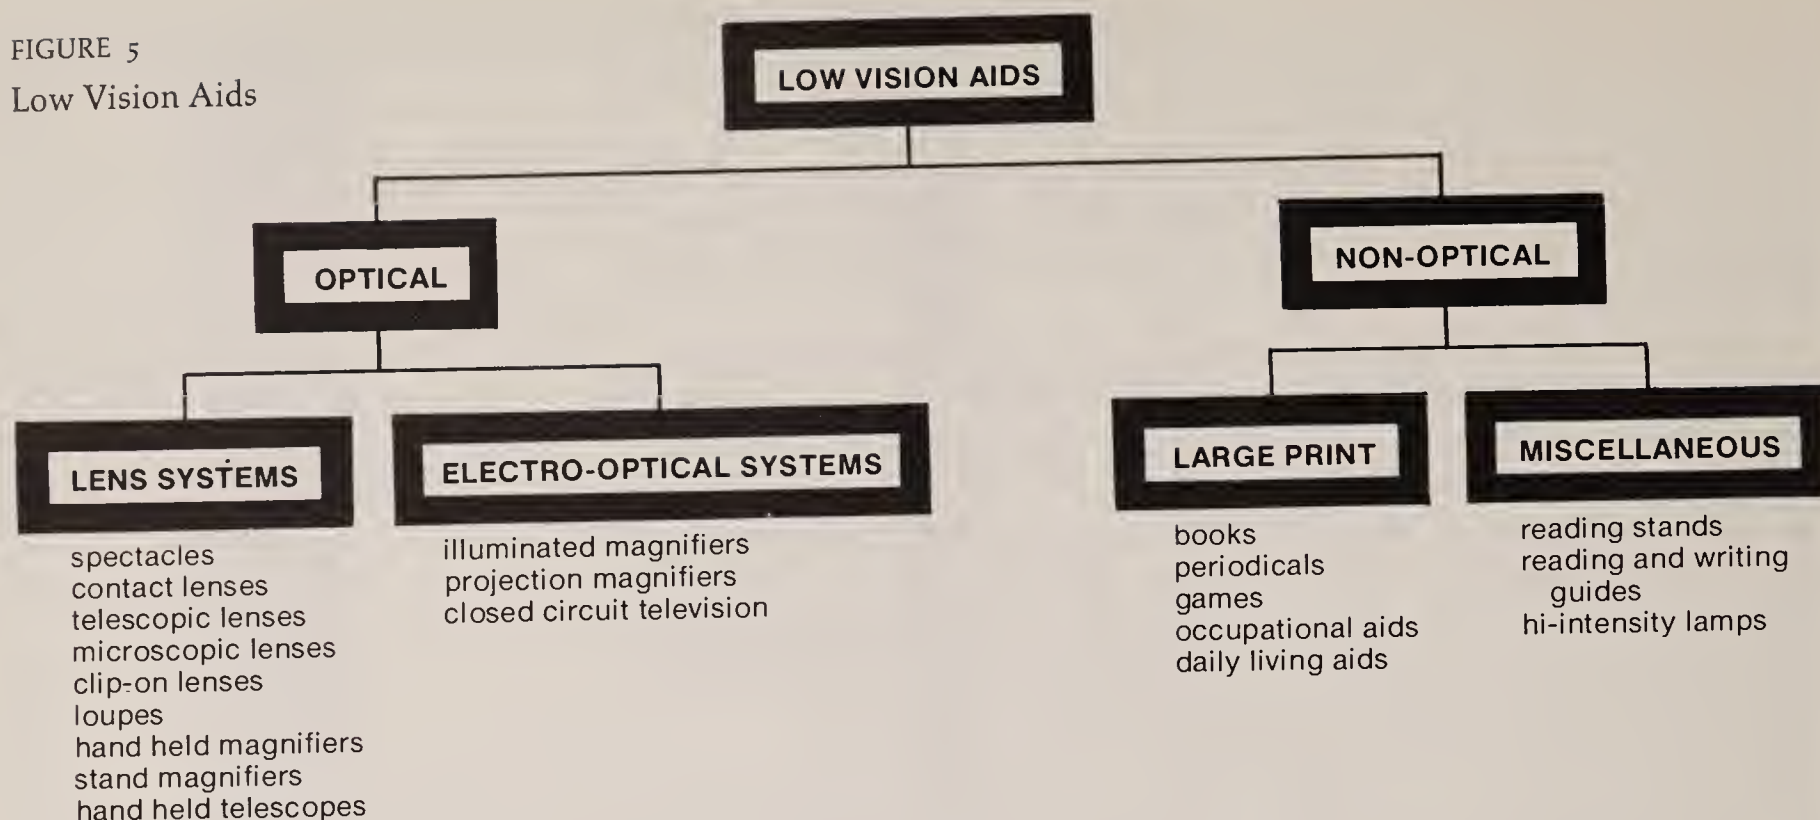 FIGURE 5
Low Vision Aids
LOW VISION AIDS
OPTICAL
NON-OPTICAL
LENS SYSTEMS
spectacles
contact lenses
telescopic lenses
microscopic lenses
clip-on lenses
loupes
hand held magnifiers
stand magnifiers
hand held telescopes
ELECTRO-OPTICAL SYSTEMS
illuminated magnifiers
projection magnifiers
closed circuit television
LARGE PRINT
books
periodicals
games
occupational aids
daily living aids
MISCELLANEOUS
reading stands
reading and writing
guides
hi-intensity lamps